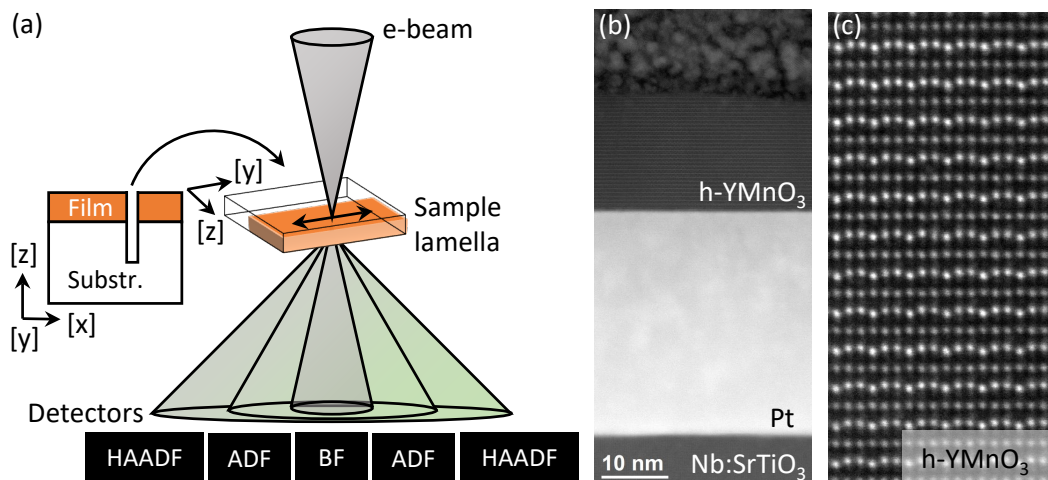 (a)
e-beam
[y]
Film
[z]
Sample
lamella
[z]
Substr.
[y]
[x]
Detectors
HAADF
ADF
BF
ADF
HAADF
(b)
h-YMnO₃
Pt
10 nm
Nb:SrTiO₃
(c)
h-YMnO₃